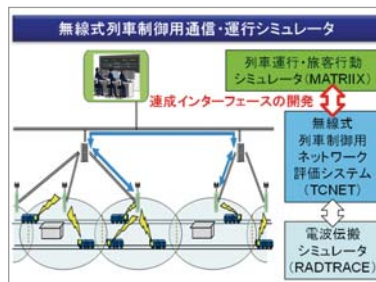 無線式列車制御用通信・運行シミュレータ
列車運行・旅客行動
シミュレータ(MATRIIX)
連成インターフェースの開発
無線式
列車制御用
ネットワーク
評価システム
(TCNET)
電波伝搬
シミュレータ
(RADTRACE)